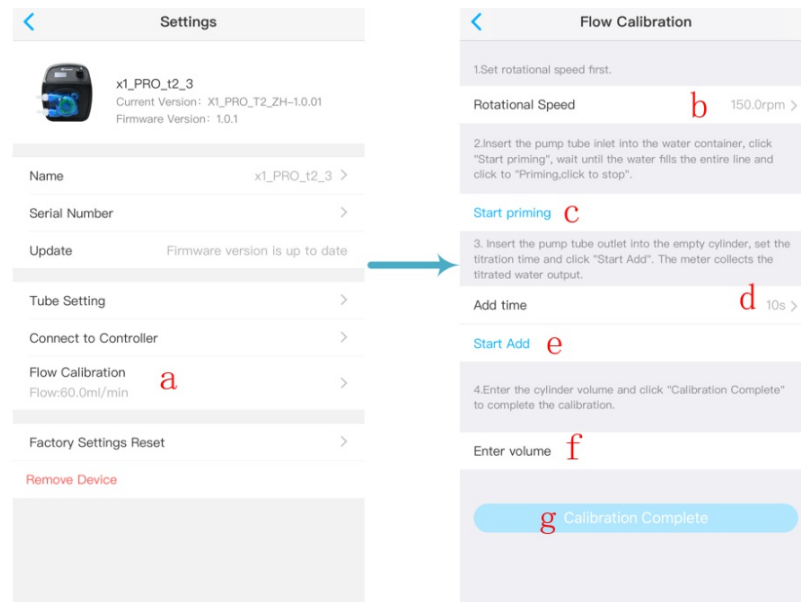 Settings
x1_PRO_t2_3
Current Version: X1_PRO_T2_ZH-1.0.01
Firmware Version: 1.0.1
Name x1_PRO_t2_3
Serial Number
Update Firmware version is up to date
Tube Setting
Connect to Controller
Flow Calibration
Flow:60.0ml/min
a
Factory Settings Reset
Remove Device
Flow Calibration
1.Set rotational speed first.
Rotational Speed b 150.0rpm
2.Insert the pump tube inlet into the water container, click
"Start priming", wait until the water fills the entire line and
click to "Priming,click to stop".
Start priming c
3. Insert the pump tube outlet into the empty cylinder, set the
titration time and click "Start Add". The meter collects the
titrated water output.
Add time d 10s
Start Add e
4.Enter the cylinder volume and click "Calibration Complete"
to complete the calibration.
Enter volume f
g Calibration Complete